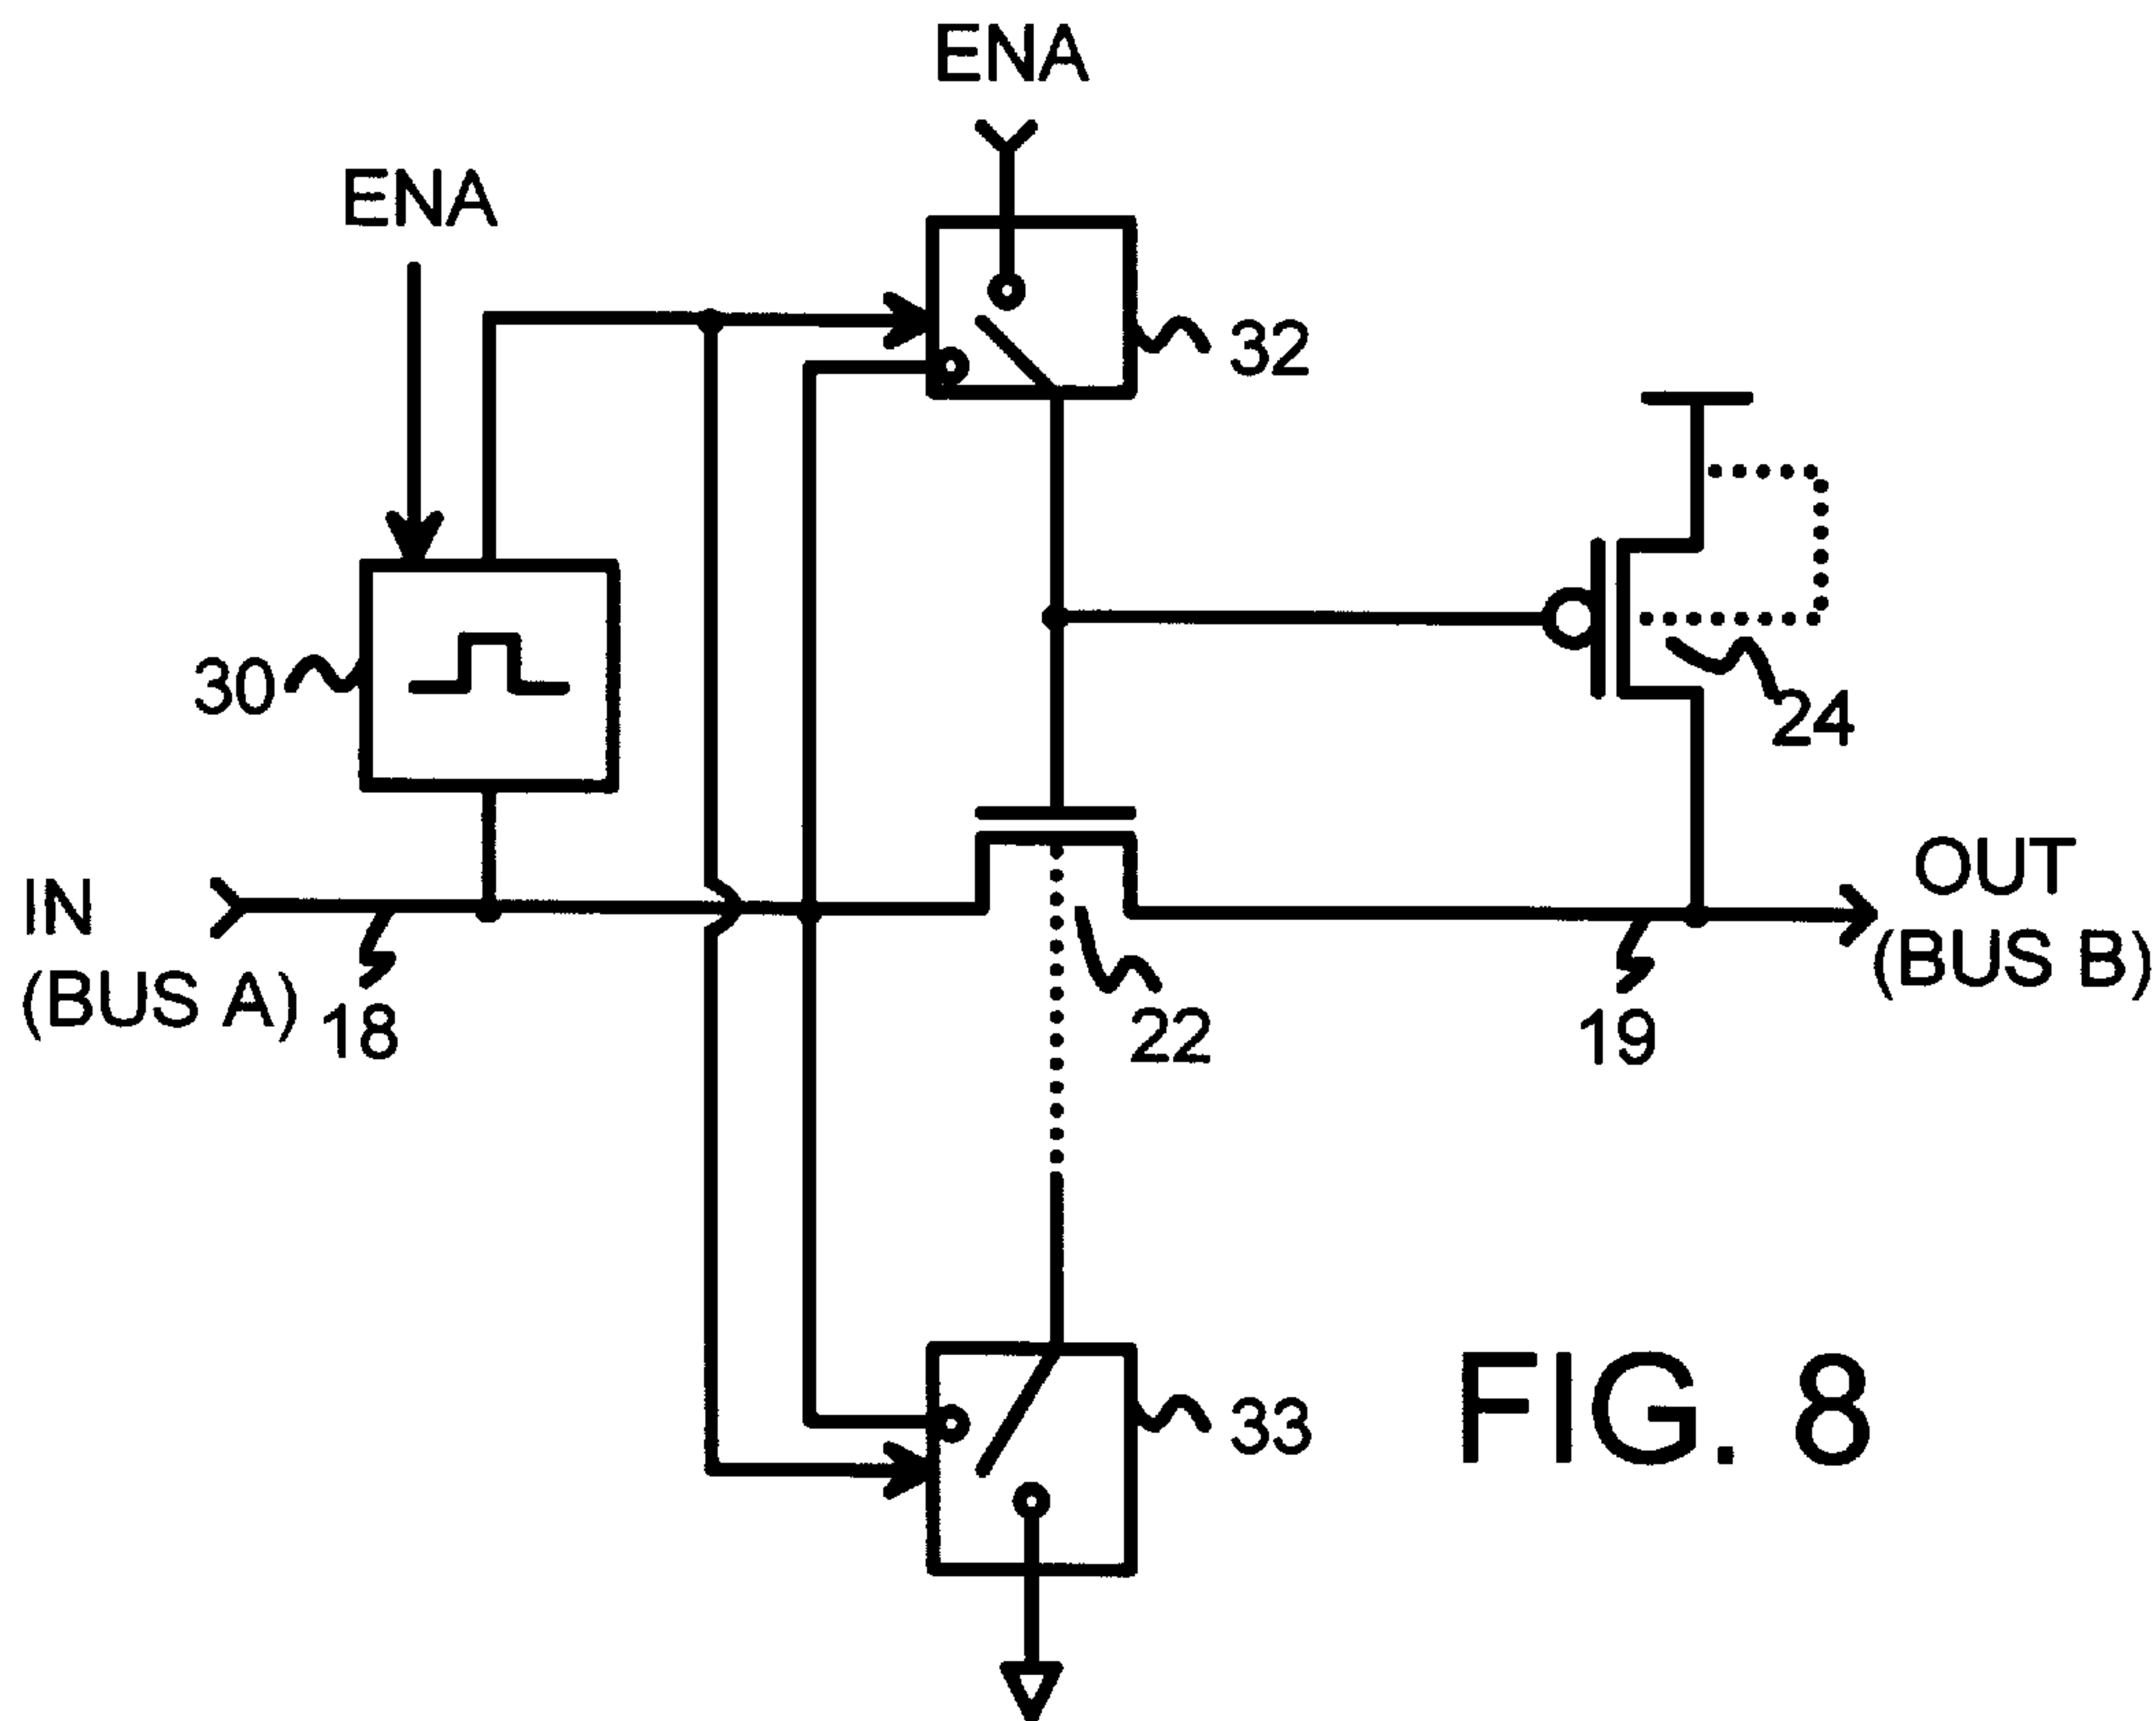 ENA
ENA
32
30
24
IN
(BUS A)
18
22
OUT
(BUS B)
19
33
FIG. 8